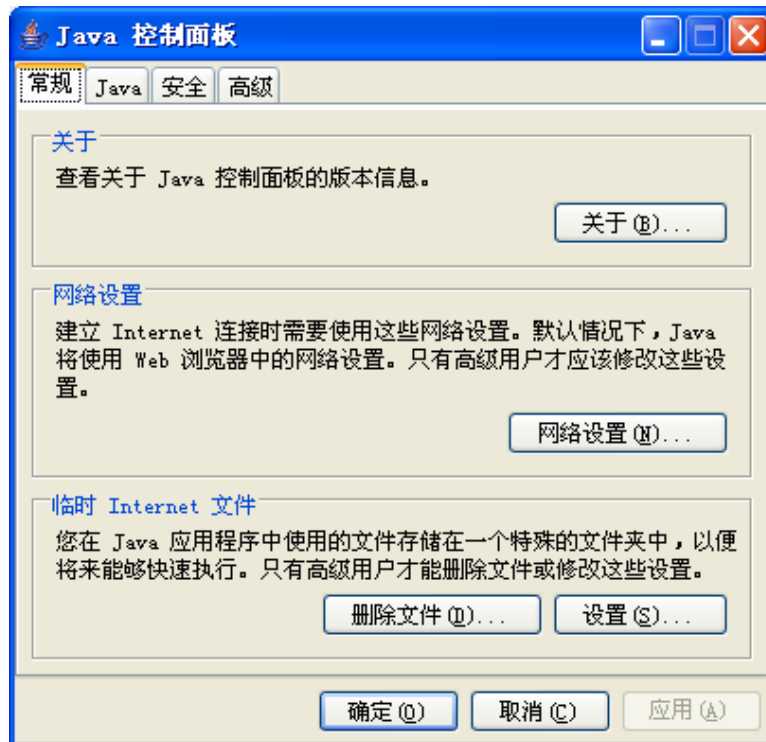 Java 控制面板
常规 Java 安全 高级
关于
查看关于 Java 控制面板的版本信息。
关于(B)...
网络设置
建立 Internet 连接时需要使用这些网络设置。默认情况下，Java
将使用 Web 浏览器中的网络设置。只有高级用户才应该修改这些设
置。
网络设置(N)...
临时 Internet 文件
您在 Java 应用程序中使用的文件存储在一个特殊的文件夹中，以便
将来能够快速执行。只有高级用户才能删除文件或修改这些设置。
删除文件(D)... 设置(S)...
确定(O) 取消(C) 应用(A)